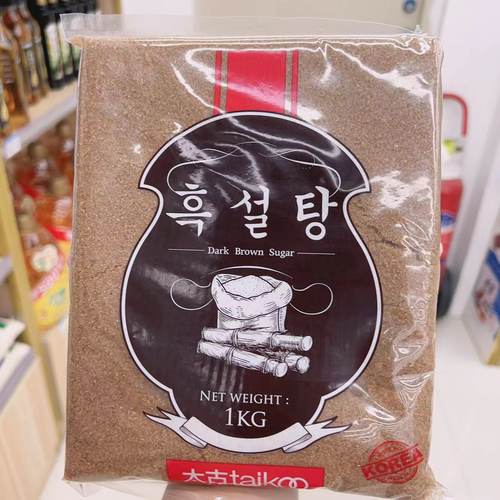 흑설탕
Dark Brown Sugar
NET WEIGHT :
1KG
KOREA
太古taikoo